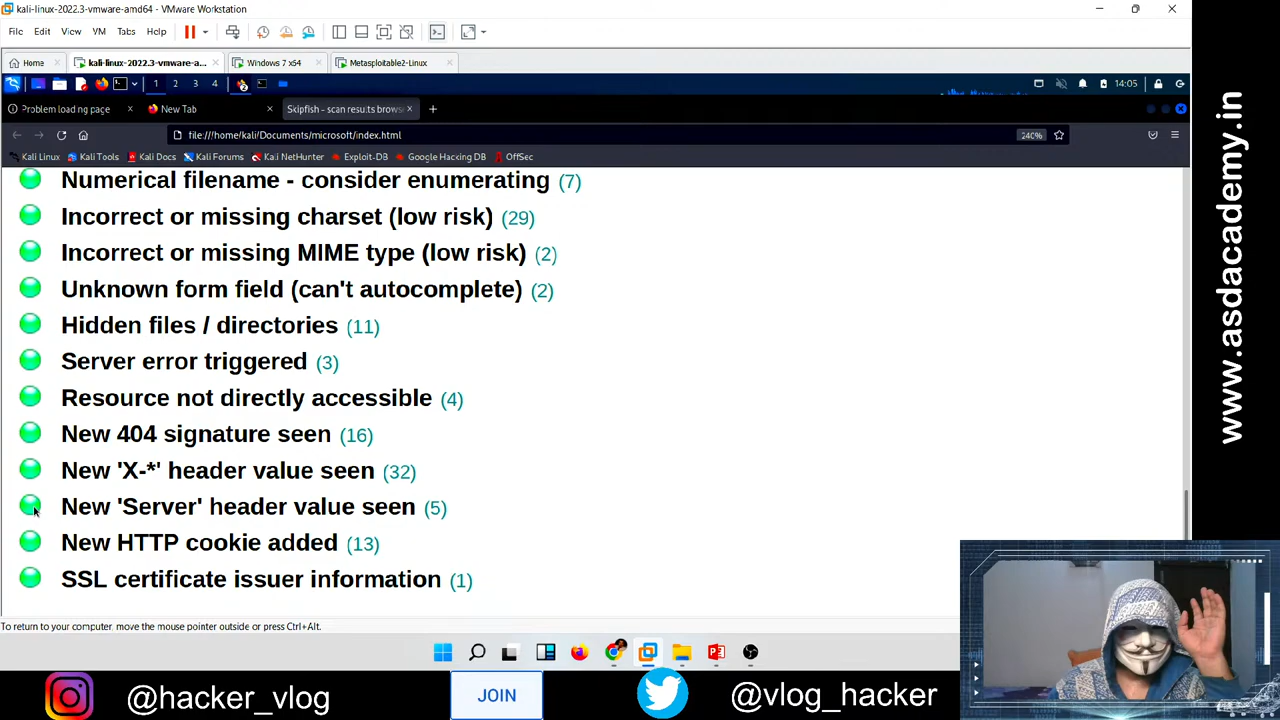 kali-linux-2022.3-vmware-amd64 - VMware Workstation
File Edit View VM Tabs Help
Home kali-linux-2022.3-vmware-a... Windows 7 x64 Metasploitable2-Linux
1 2 3 4 14:05
Problem loading page New Tab Skipfish - scan results brows
file:///home/kali/Documents/microsoft/index.html 240%
Kali Linux Kali Tools Kali Docs Kali Forums Kali NetHunter Exploit-DB Google Hacking DB OffSec
Numerical filename - consider enumerating (7)
Incorrect or missing charset (low risk) (29)
Incorrect or missing MIME type (low risk) (2)
Unknown form field (can't autocomplete) (2)
Hidden files / directories (11)
Server error triggered (3)
Resource not directly accessible (4)
New 404 signature seen (16)
New 'X-*' header value seen (32)
New 'Server' header value seen (5)
New HTTP cookie added (13)
SSL certificate issuer information (1)
To return to your computer, move the mouse pointer outside or press Ctrl+Alt.
@hacker_vlog JOIN @vlog_hacker
www.asdacademy.in